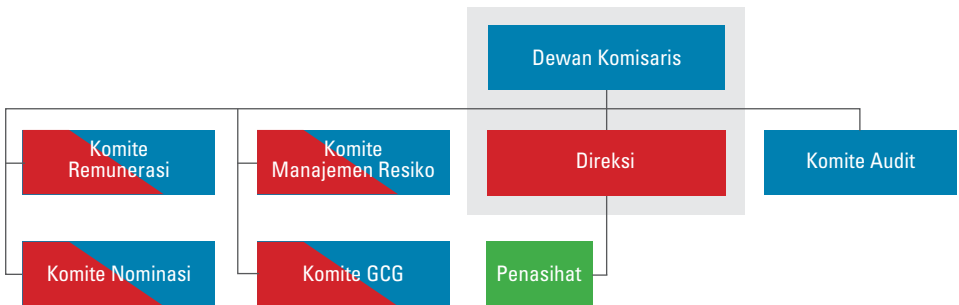 Dewan Komisaris
Komite
Remunerasi
Komite
Manajemen Resiko
Direksi
Komite Audit
Komite Nominasi
Komite GCG
Penasihat